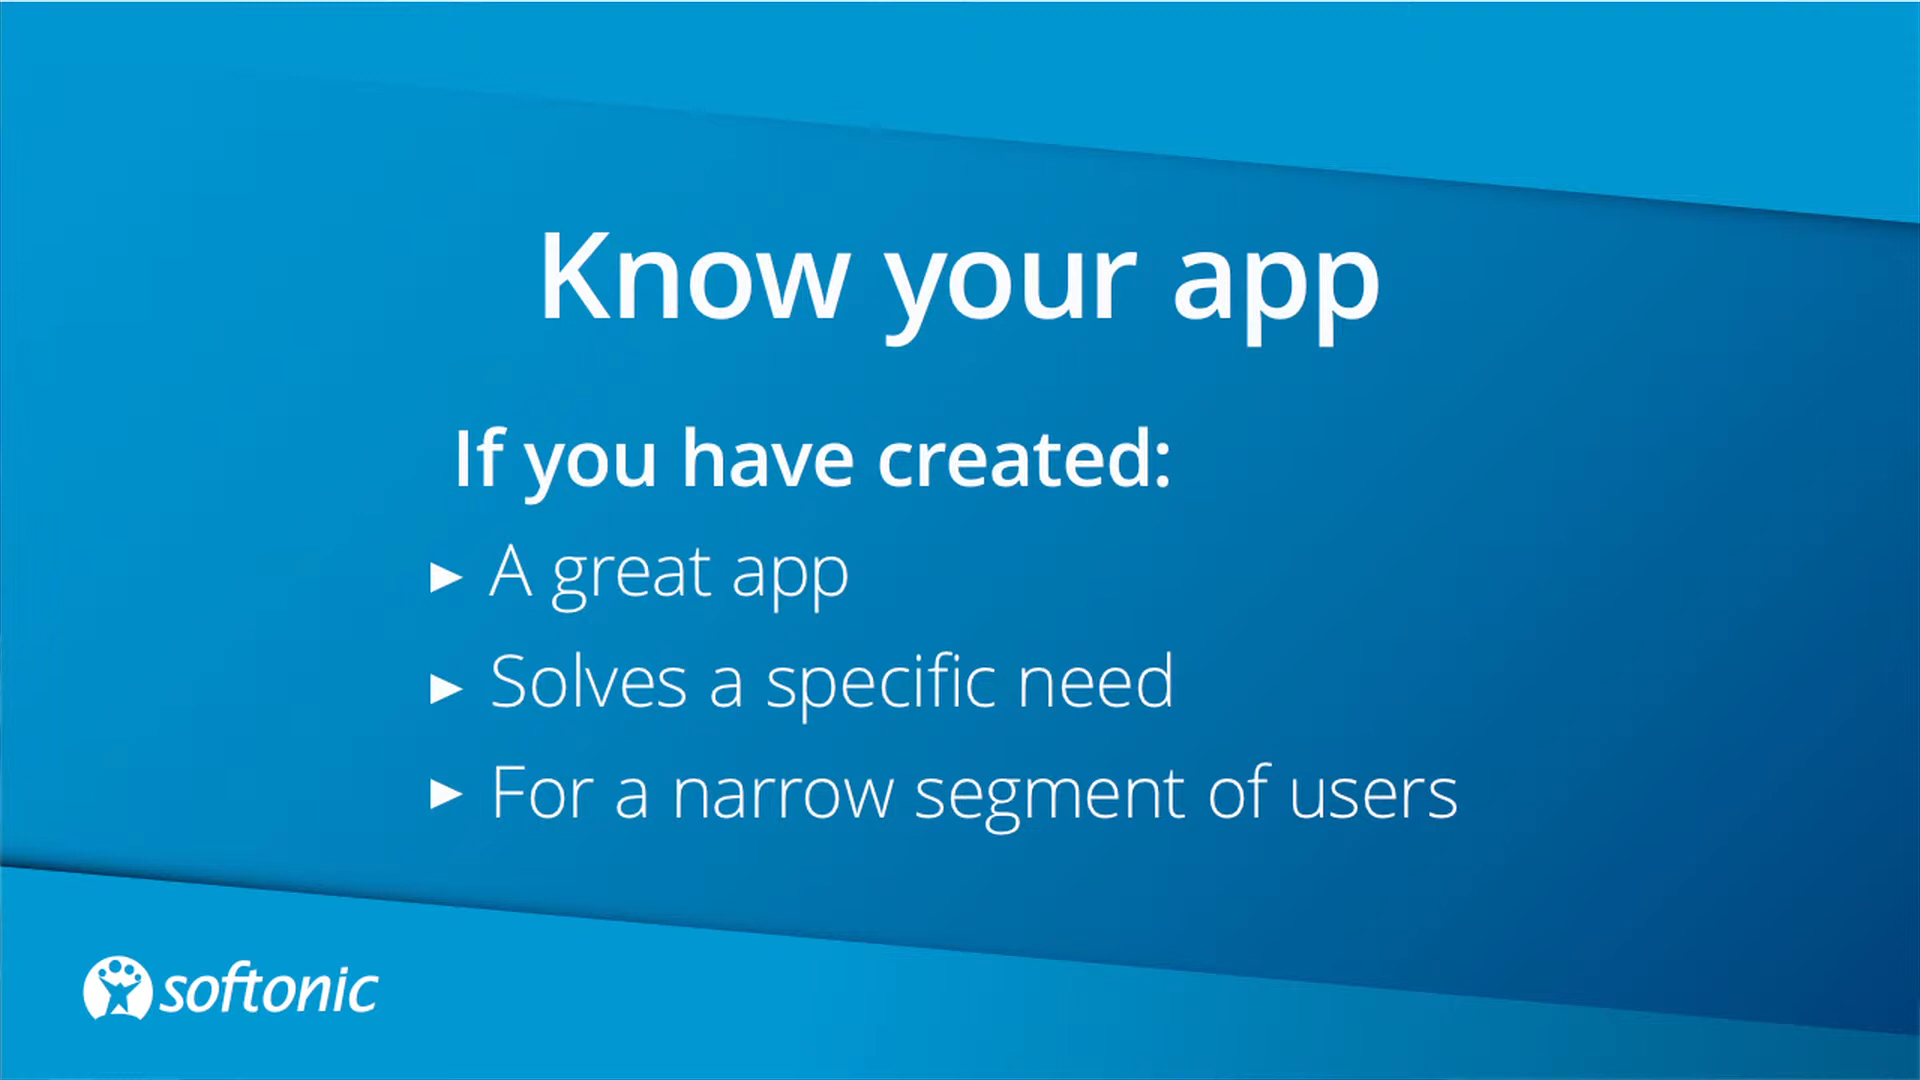 Know your app
If you have created:
► A great app
► Solves a specific need
► For a narrow segment of users
softonic